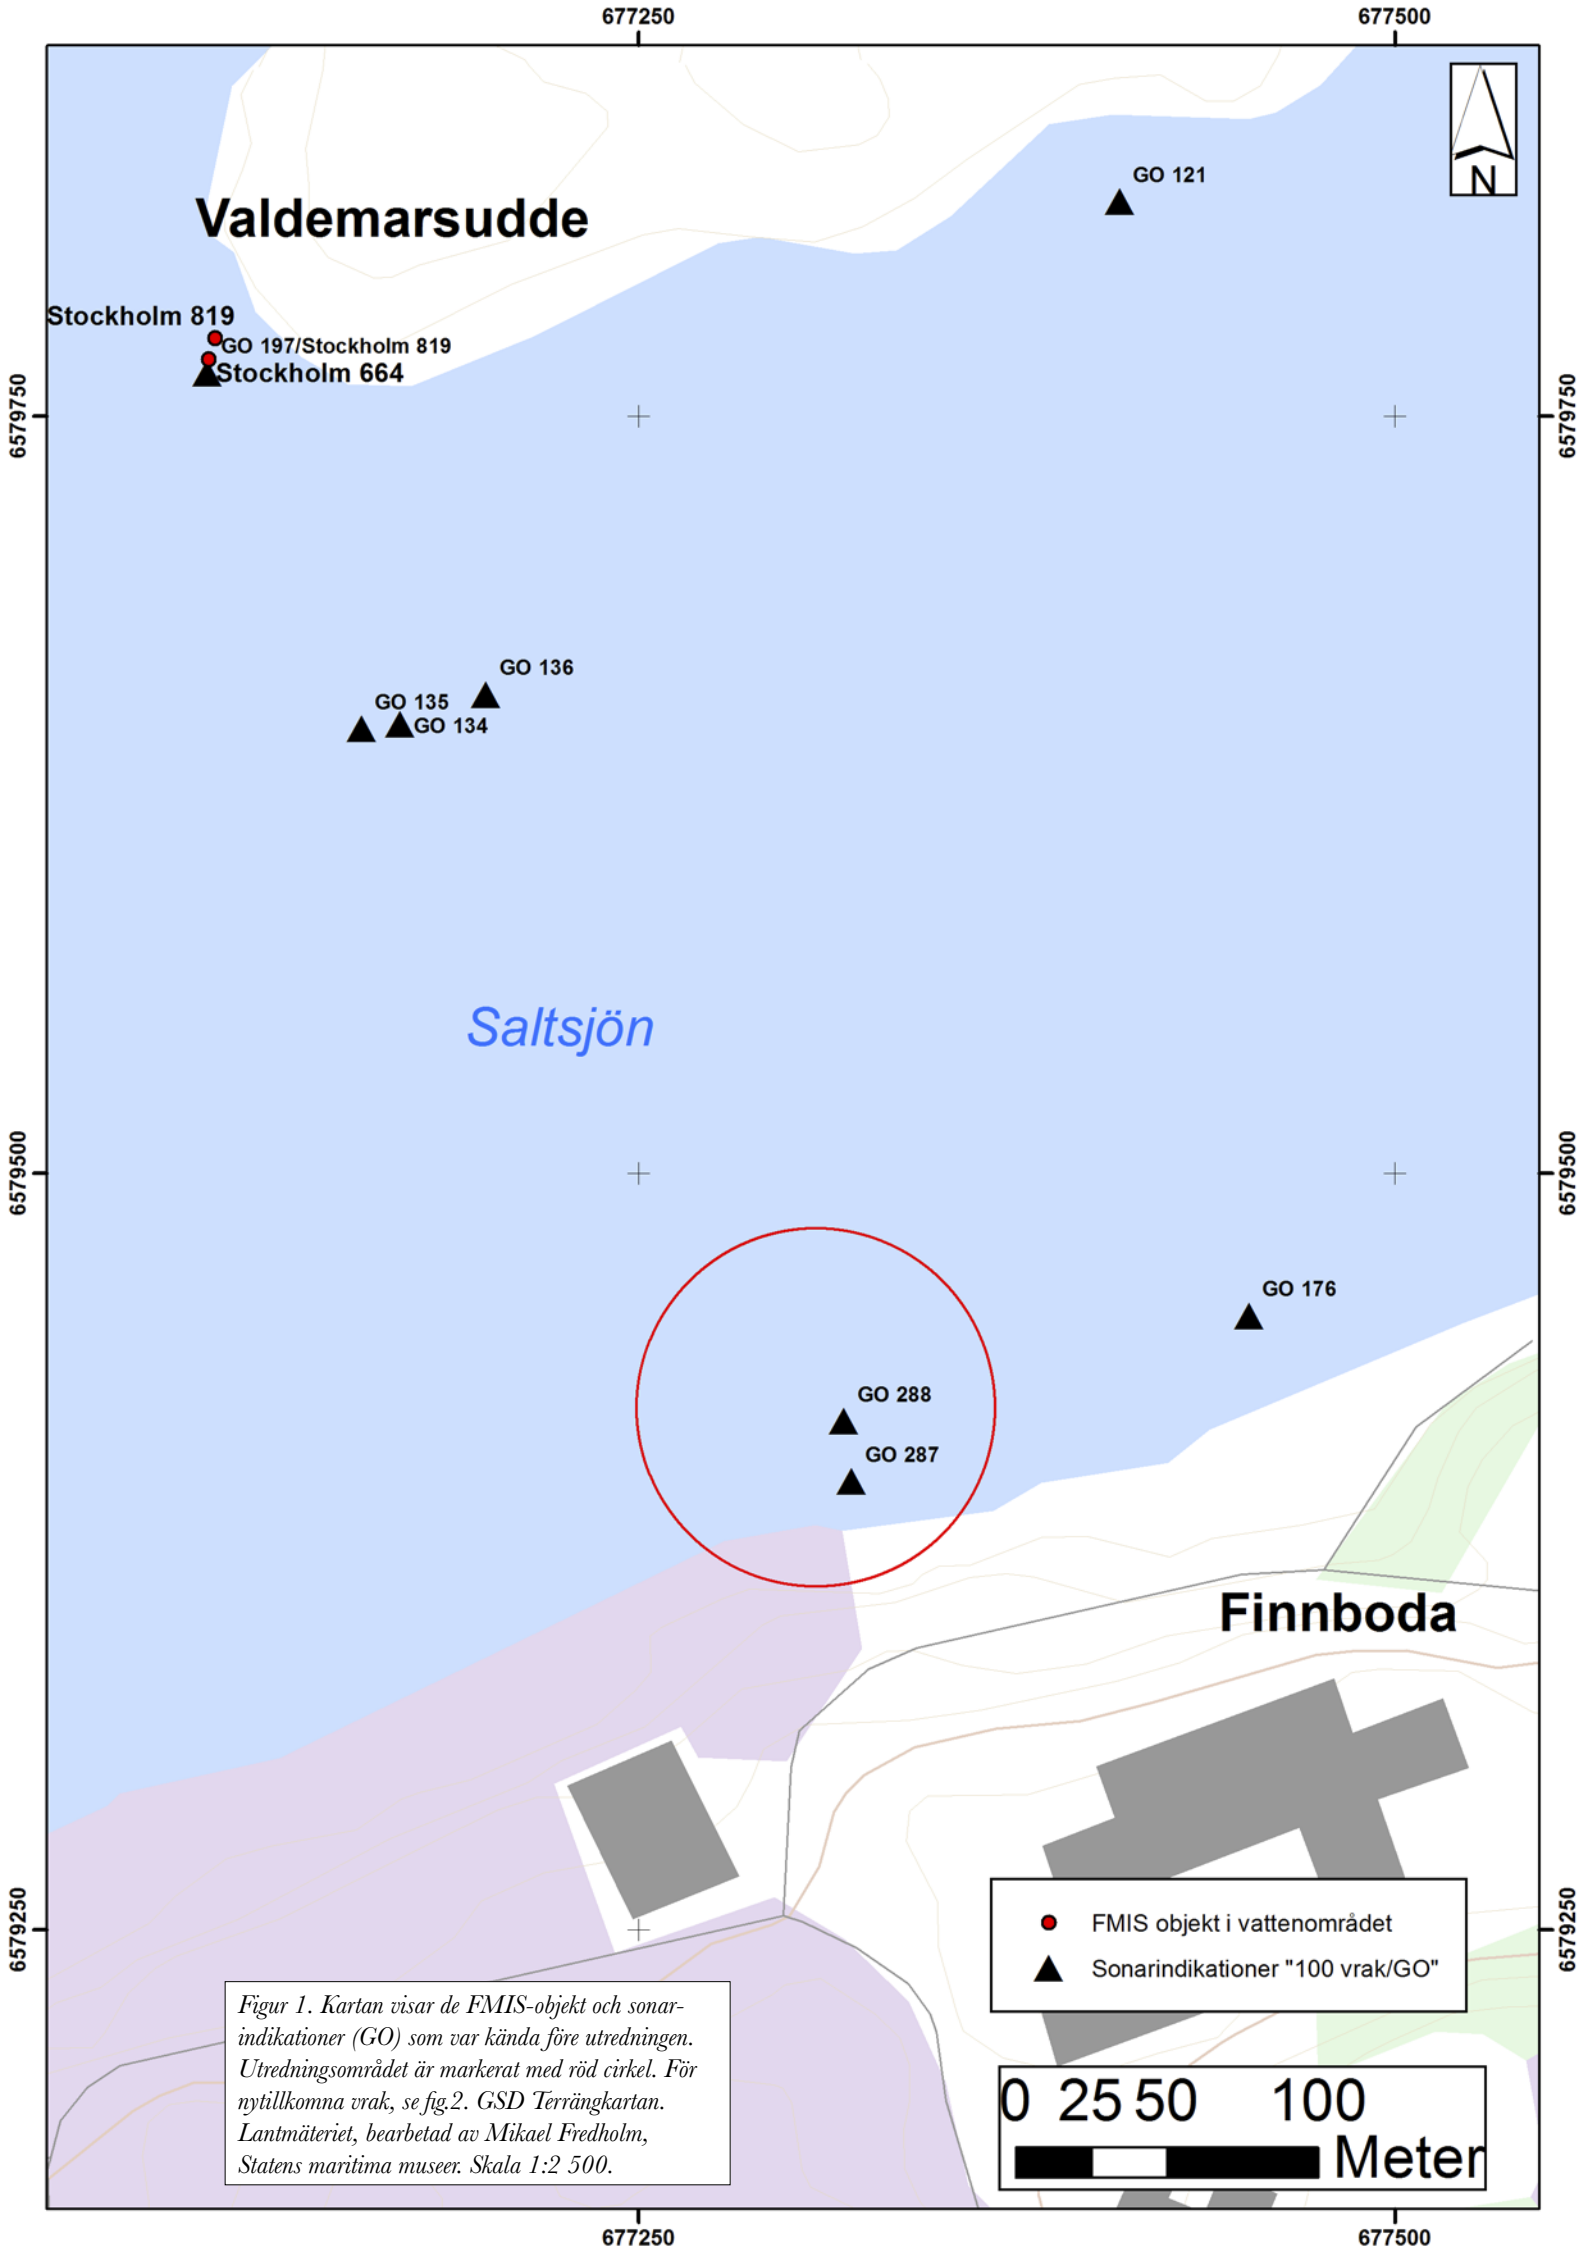 677250
677500
N
GO 121
Valdemarsudde
Stockholm 819
GO 197/Stockholm 819
Stockholm 664
6579750
6579750
GO 136
GO 135
GO 134
Saltsjön
6579500
6579500
GO 176
GO 288
GO 287
Finnboda
6579250
6579250
FMIS objekt i vattenområdet
Sonarindikationer "100 vrak/GO"
Figur 1. Kartan visar de FMIS-objekt och sonar-
indikationer (GO) som var kända före utredningen.
Utredningsområdet är markerat med röd cirkel. För
nytillkomna vrak, se fig.2. GSD Terrängkartan.
Lantmäteriet, bearbetad av Mikael Fredholm,
Statens maritima museer. Skala 1:2 500.
0 25 50 100
Meter
677250
677500